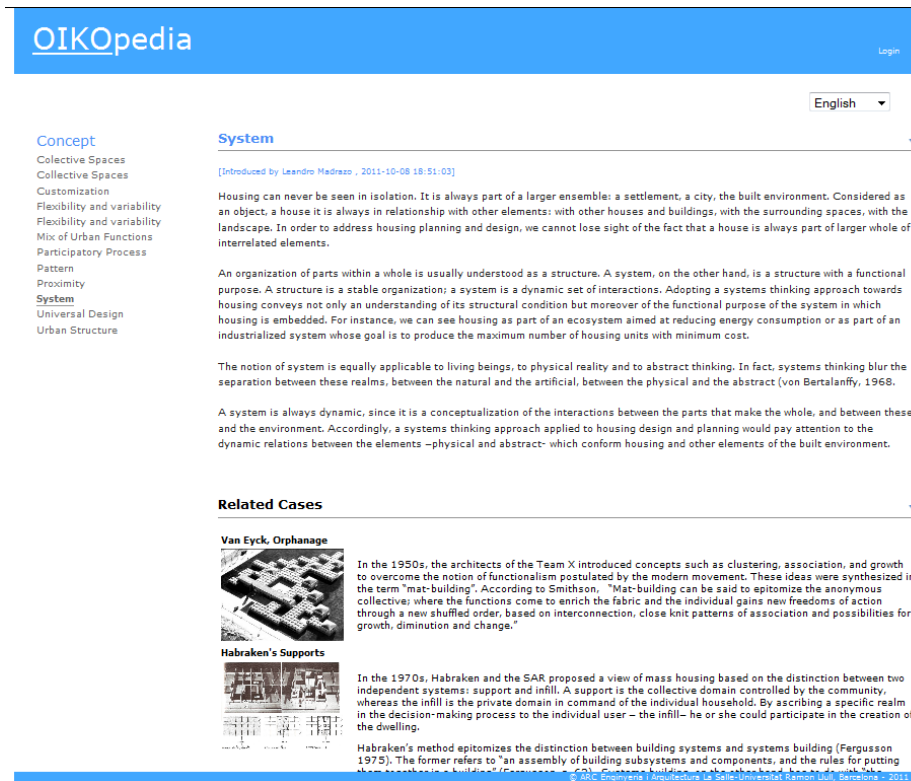 OIKOpedia
Login
English
Concept
Colective Spaces
Collective Spaces
Customization
Flexibility and variability
Flexibility and variability
Mix of Urban Functions
Participatory Process
Pattern
Proximity
System
Universal Design
Urban Structure
System
[Introduced by Leandro Madrazo , 2011-10-08 18:51:03]
Housing can never be seen in isolation. It is always part of a larger ensemble: a settlement, a city, the built environment. Considered as
an object, a house it is always in relationship with other elements: with other houses and buildings, with the surrounding spaces, with the
landscape. In order to address housing planning and design, we cannot lose sight of the fact that a house is always part of larger whole of
interrelated elements.
An organization of parts within a whole is usually understood as a structure. A system, on the other hand, is a structure with a functional
purpose. A structure is a stable organization; a system is a dynamic set of interactions. Adopting a systems thinking approach towards
housing conveys not only an understanding of its structural condition but moreover of the functional purpose of the system in which
housing is embedded. For instance, we can see housing as part of an ecosystem aimed at reducing energy consumption or as part of an
industrialized system whose goal is to produce the maximum number of housing units with minimum cost.
The notion of system is equally applicable to living beings, to physical reality and to abstract thinking. In fact, systems thinking blur the
separation between these realms, between the natural and the artificial, between the physical and the abstract (von Bertalanffy, 1968.
A system is always dynamic, since it is a conceptualization of the interactions between the parts that make the whole, and between these
and the environment. Accordingly, a systems thinking approach applied to housing design and planning would pay attention to the
dynamic relations between the elements –physical and abstract- which conform housing and other elements of the built environment.
Related Cases
Van Eyck, Orphanage
In the 1950s, the architects of the Team X introduced concepts such as clustering, association, and growth
to overcome the notion of functionalism postulated by the modern movement. These ideas were synthesized in
the term "mat-building". According to Smithson, "Mat-building can be said to epitomize the anonymous
collective; where the functions come to enrich the fabric and the individual gains new freedoms of action
through a new shuffled order, based on interconnection, close knit patterns of association and possibilities for
growth, diminution and change."
Habraken's Supports
In the 1970s, Habraken and the SAR proposed a view of mass housing based on the distinction between two
independent systems: support and infill. A support is the collective domain controlled by the community,
whereas the infill is the private domain in command of the individual household. By ascribing a specific realm
in the decision-making process to the individual user – the infill– he or she could participate in the creation of
the dwelling.
Habraken's method epitomizes the distinction between building systems and systems building (Fergusson
1975). The former refers to "an assembly of building subsystems and components, and the rules for putting
© ARC Enginyeria i Arquitectura La Salle-Universitat Ramon Llull, Barcelona - 2011